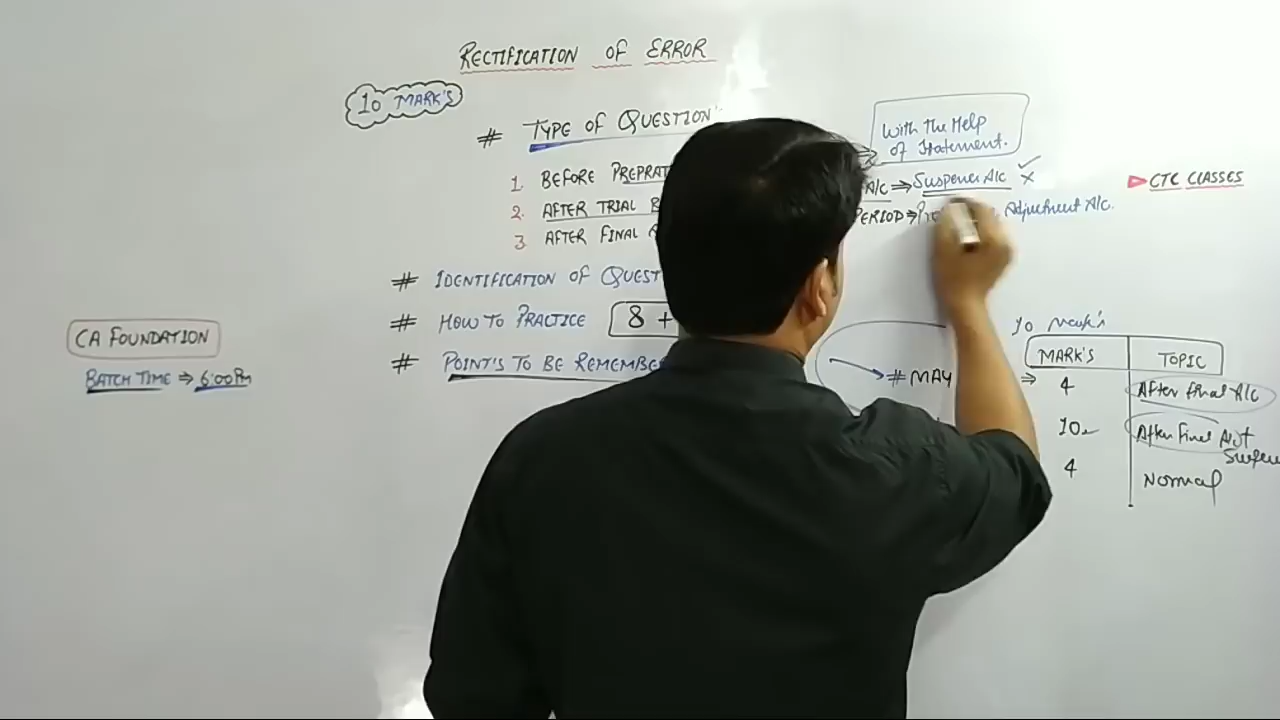 RECTIFICATION OF ERROR
10 MARK'S
# TYPE OF QUESTION'
With The Help
of Statement.
1. BEFORE PREPRAT
2. AFTER TRIAL B
A/C ⇒ Suspense A/c
3. AFTER FINAL A
PERIOD ⇒ Adjustment A/c.
▶ CTC CLASSES
# IDENTIFICATION OF QUEST
# HOW TO PRACTICE 8 +
# POINT'S TO BE REMEMBE
CA FOUNDATION
BATCH TIME ⇒ 6:00 PM
10 Mark's
MARK'S TOPIC
# MAY ⇒ 4 After final A/c
10 After Final A/c +
Suspen
4 Normal